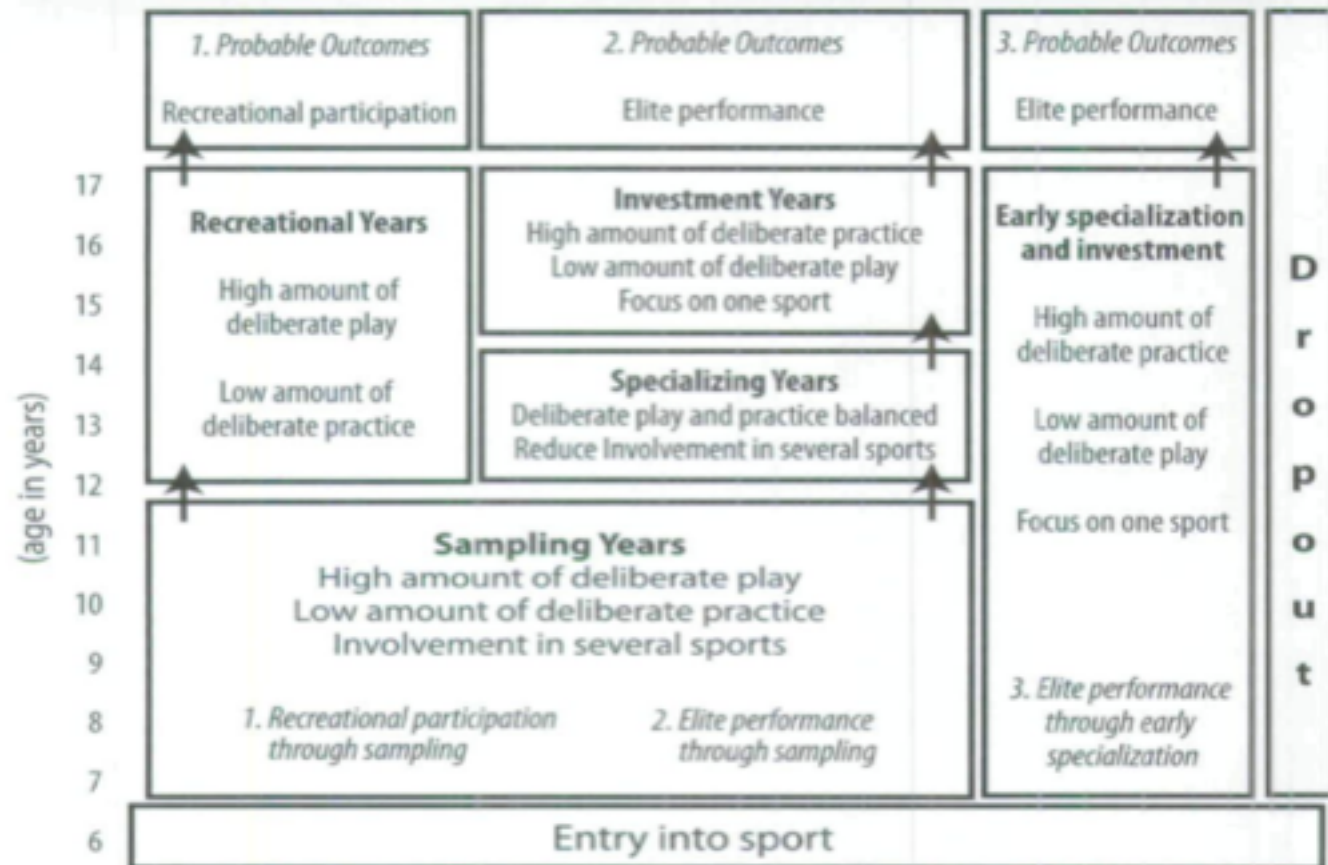 1. Probable Outcomes
Recreational participation
2. Probable Outcomes
Elite performance
3. Probable Outcomes
Elite performance
17
16
15
14
13
12
11
10
9
8
7
6
(age in years)
Recreational Years
High amount of
deliberate play
Low amount of
deliberate practice
Investment Years
High amount of deliberate practice
Low amount of deliberate play
Focus on one sport
Specializing Years
Deliberate play and practice balanced
Reduce Involvement in several sports
Early specialization
and investment
High amount of
deliberate practice
Low amount of
deliberate play
Focus on one sport
3. Elite performance
through early
specialization
Sampling Years
High amount of deliberate play
Low amount of deliberate practice
Involvement in several sports
1. Recreational participation
through sampling
2. Elite performance
through sampling
Dropout
Entry into sport